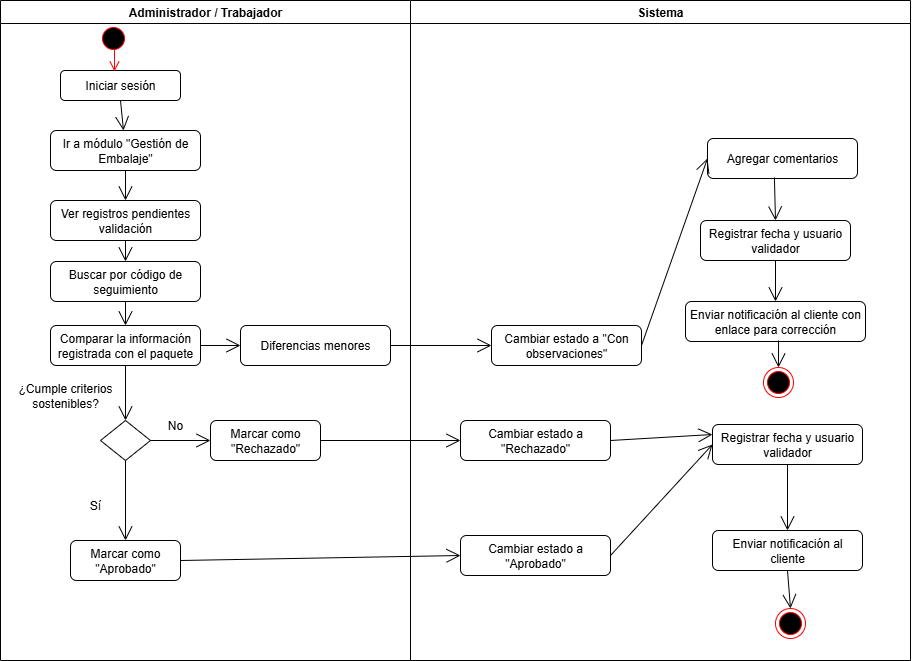 Administrador / Trabajador
Sistema
Iniciar sesión
Ir a módulo "Gestión de
Embalaje"
Ver registros pendientes
validación
Buscar por código de
seguimiento
Comparar la información
registrada con el paquete
Diferencias menores
Cambiar estado a "Con
observaciones"
Agregar comentarios
Registrar fecha y usuario
validador
Enviar notificación al cliente con
enlace para corrección
¿Cumple criterios
sostenibles?
No
Marcar como
"Rechazado"
Cambiar estado a
"Rechazado"
Registrar fecha y usuario
validador
Sí
Marcar como
"Aprobado"
Cambiar estado a
"Aprobado"
Enviar notificación al
cliente